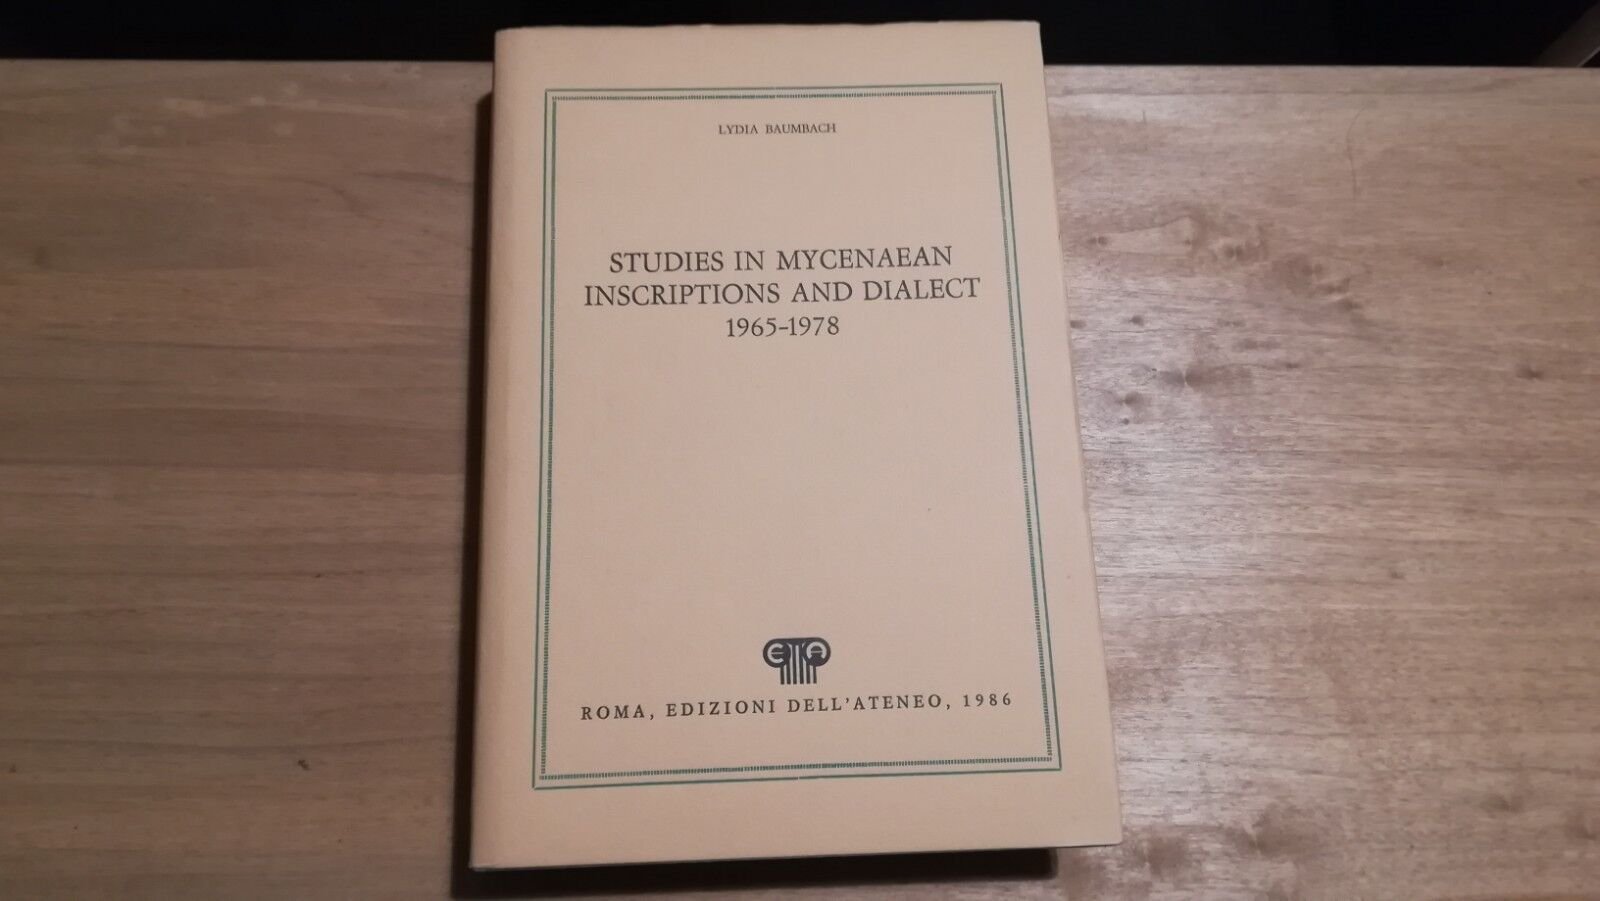 LYDIA BAUMBACH
STUDIES IN MYCENAEAN
INSCRIPTIONS AND DIALECT
1965-1978
E A
ROMA, EDIZIONI DELL'ATENEO, 1986